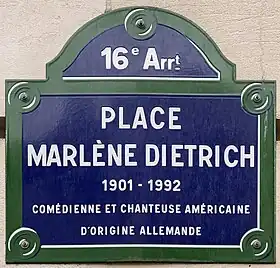 16e Arrt
PLACE
MARLÈNE DIETRICH
1901 - 1992
COMÉDIENNE ET CHANTEUSE AMÉRICAINE
D'ORIGINE ALLEMANDE